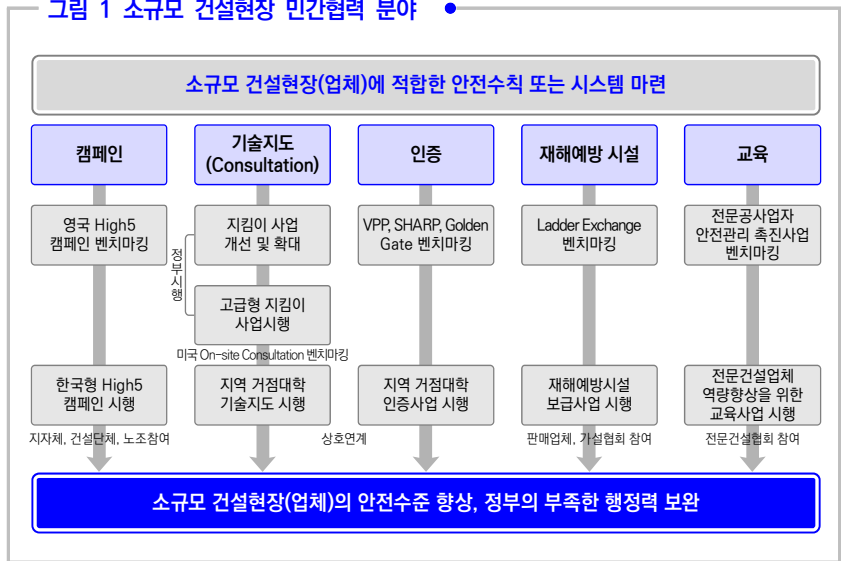 그림 1 소규모 건설현장 민간협력 분야
소규모 건설현장(업체)에 적합한 안전수칙 또는 시스템 마련
캠페인
기술지도
(Consultation)
인증
재해예방 시설
교육
영국 High5
캠페인 벤치마킹
지킴이 사업
개선 및 확대
VPP, SHARP, Golden
Gate 벤치마킹
Ladder Exchange
벤치마킹
전문공사업자
안전관리 촉진사업
벤치마킹
정부시행
고급형 지킴이
사업시행
미국 On-site Consultation 벤치마킹
한국형 High5
캠페인 시행
지역 거점대학
기술지도 시행
지역 거점대학
인증사업 시행
재해예방시설
보급사업 시행
전문건설업체
역량향상을 위한
교육사업 시행
지자체, 건설단체, 노조참여
상호연계
판매업체, 가설협회 참여
전문건설협회 참여
소규모 건설현장(업체)의 안전수준 향상, 정부의 부족한 행정력 보완